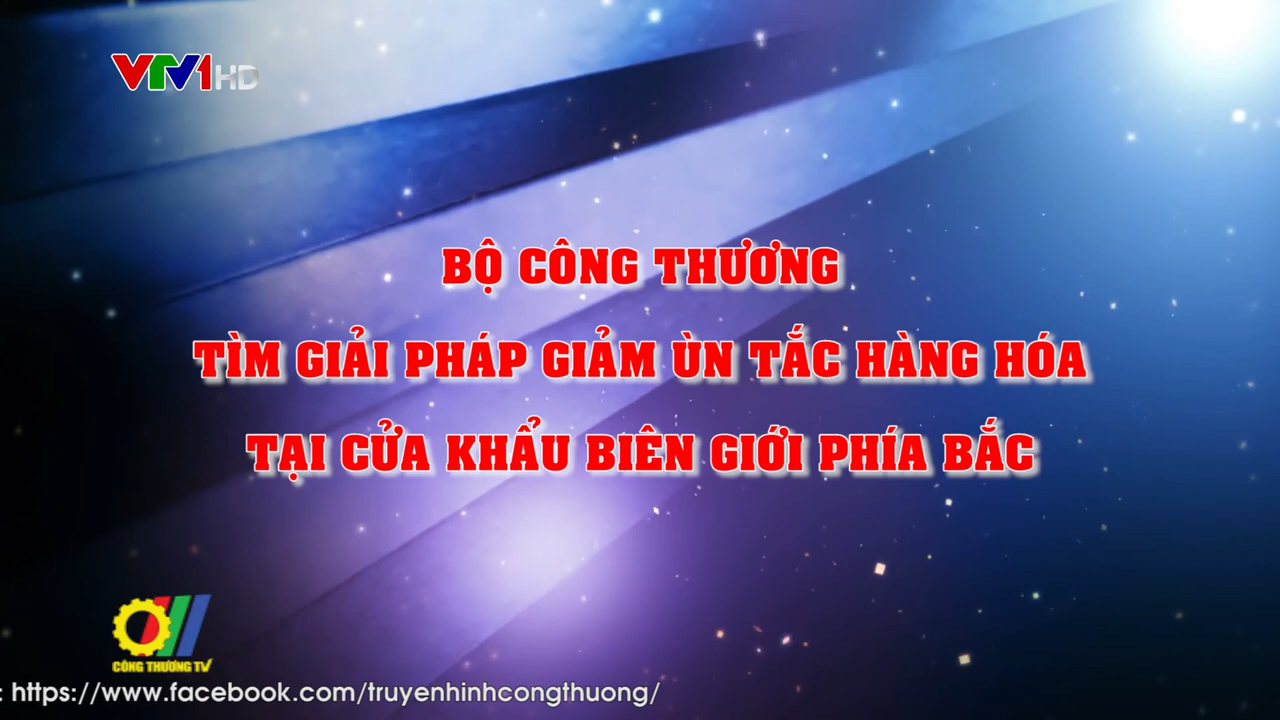 VTV1HD
BỘ CÔNG THƯƠNG
TÌM GIẢI PHÁP GIẢM ÙN TẮC HÀNG HÓA
TẠI CỬA KHẨU BIÊN GIỚI PHÍA BẮC
CÔNG THƯƠNG TV
: https://www.facebook.com/truyenhinhcongthuong/